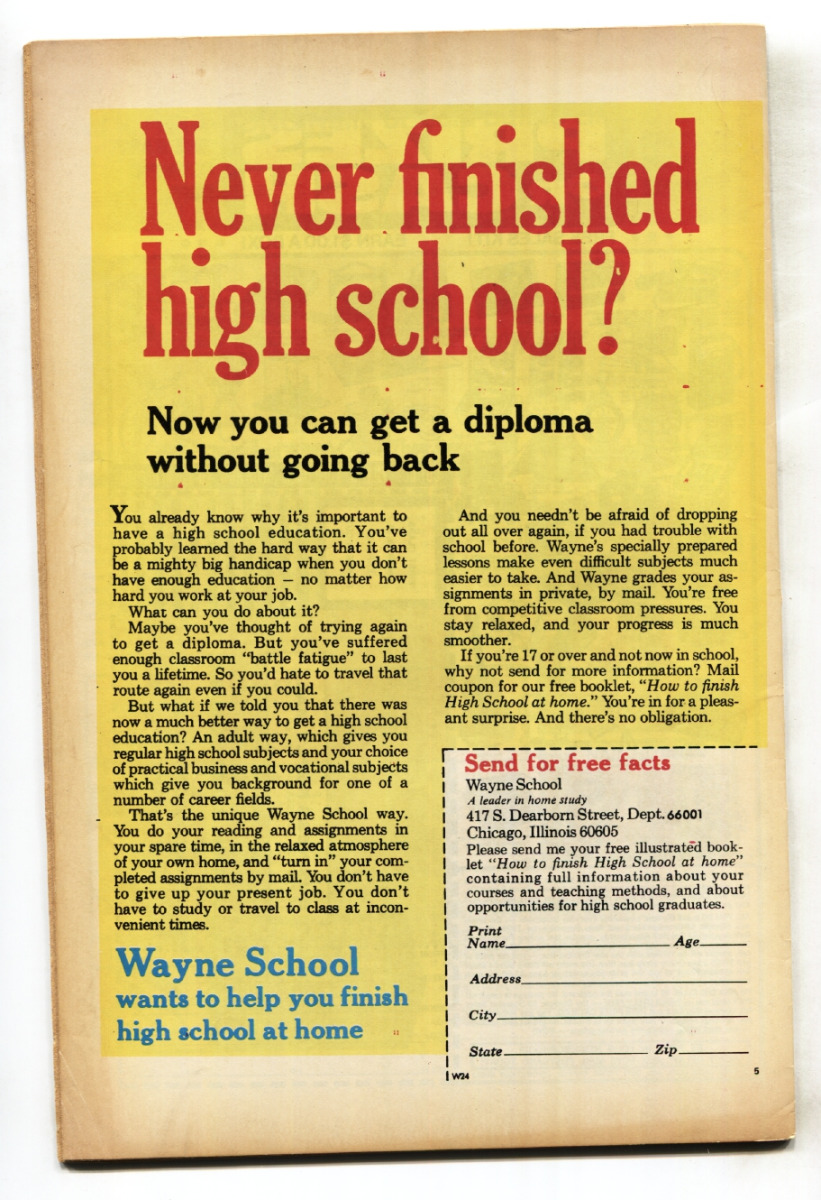 Never finished
high school?
Now you can get a diploma
without going back
You already know why it's important to
have a high school education. You've
probably learned the hard way that it can
be a mighty big handicap when you don't
have enough education — no matter how
hard you work at your job.
What can you do about it?
Maybe you've thought of trying again
to get a diploma. But you've suffered
enough classroom "battle fatigue" to last
you a lifetime. So you'd hate to travel that
route again even if you could.
But what if we told you that there was
now a much better way to get a high school
education? An adult way, which gives you
regular high school subjects and your choice
of practical business and vocational subjects
which give you background for one of a
number of career fields.
That's the unique Wayne School way.
You do your reading and assignments in
your spare time, in the relaxed atmosphere
of your own home, and "turn in" your com-
pleted assignments by mail. You don't have
to give up your present job. You don't
have to study or travel to class at incon-
venient times.
Wayne School
wants to help you finish
high school at home
And you needn't be afraid of dropping
out all over again, if you had trouble with
school before. Wayne's specially prepared
lessons make even difficult subjects much
easier to take. And Wayne grades your as-
signments in private, by mail. You're free
from competitive classroom pressures. You
stay relaxed, and your progress is much
smoother.
If you're 17 or over and not now in school,
why not send for more information? Mail
coupon for our free booklet, "How to finish
High School at home." You're in for a pleas-
ant surprise. And there's no obligation.
Send for free facts
Wayne School
A leader in home study
417 S. Dearborn Street, Dept. 66001
Chicago, Illinois 60605
Please send me your free illustrated book-
let "How to finish High School at home"
containing full information about your
courses and teaching methods, and about
opportunities for high school graduates.
Print
Name Age
Address
City
State Zip
W24 5